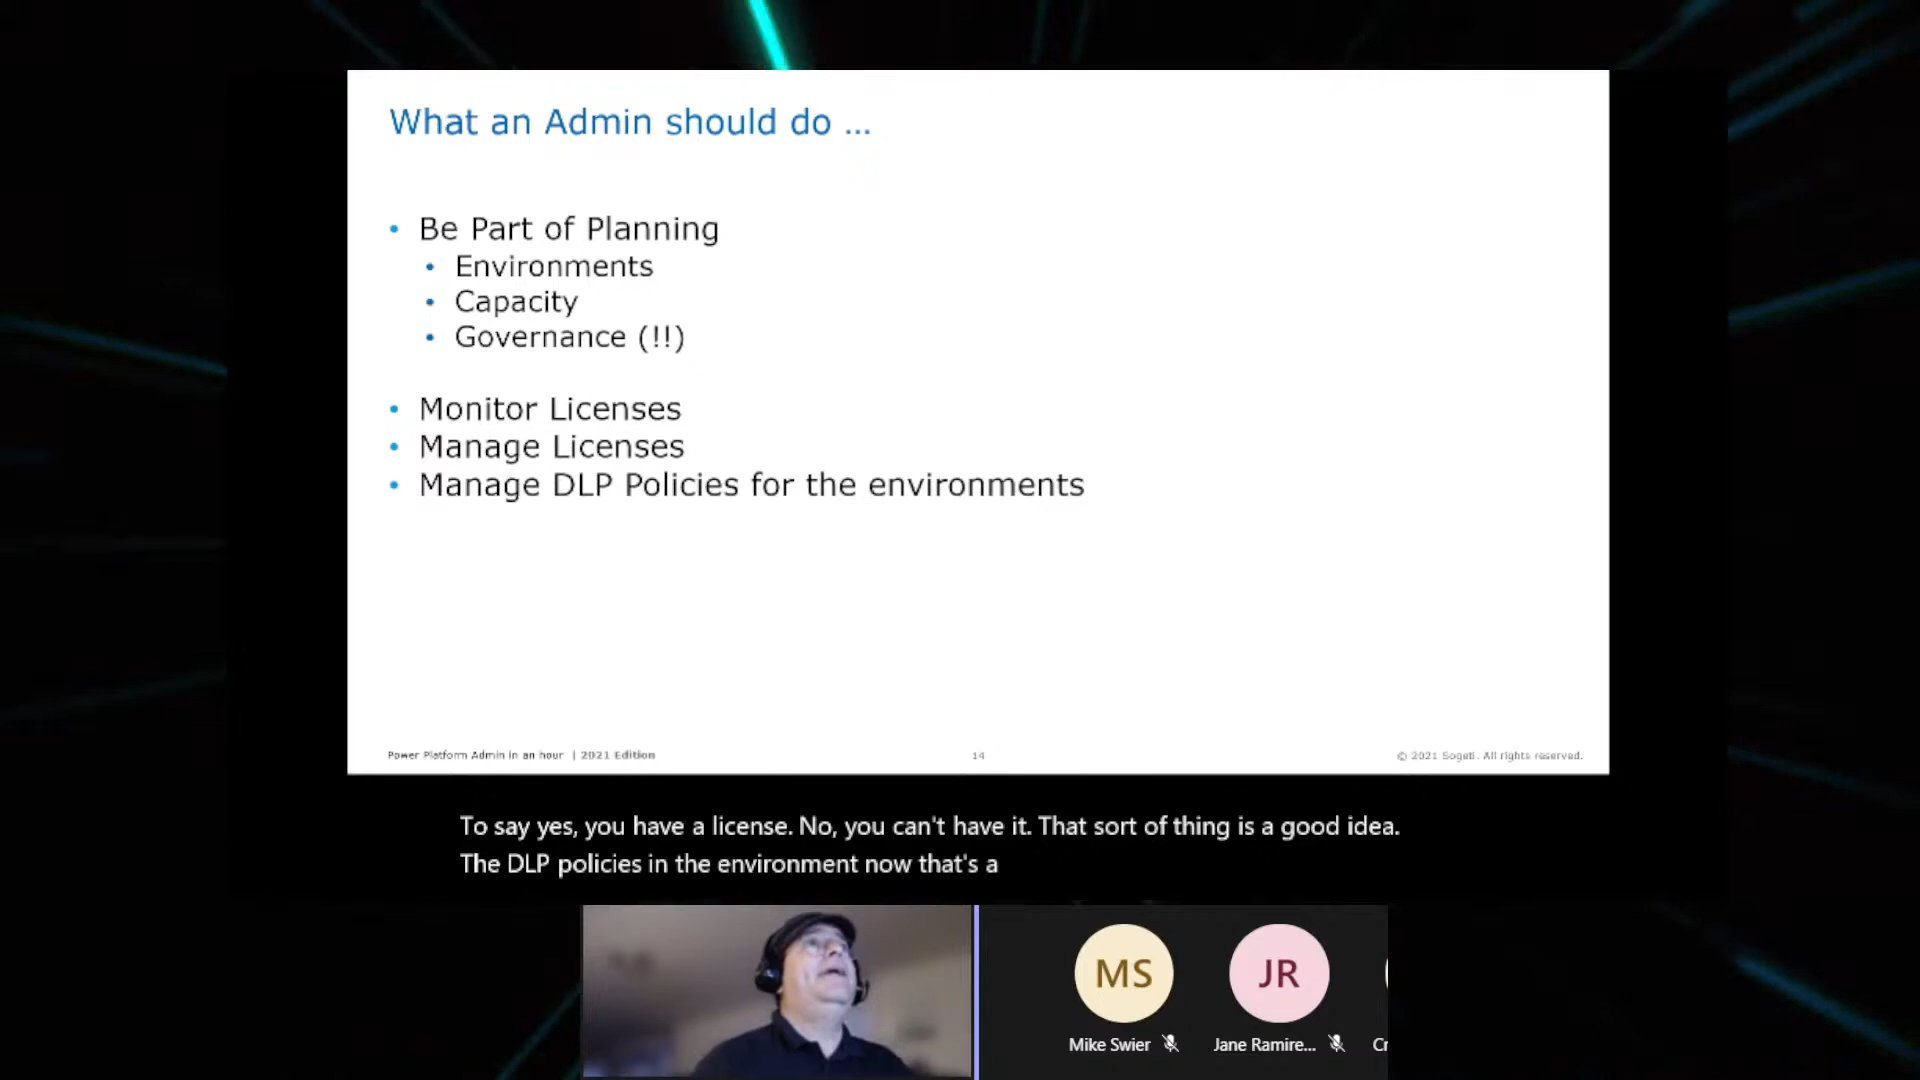 What an Admin should do ...
• Be Part of Planning
• Environments
• Capacity
• Governance (!!)
• Monitor Licenses
• Manage Licenses
• Manage DLP Policies for the environments
Power Platform Admin in an hour | 2021 Edition
14
© 2021 Sogeti. All rights reserved.
To say yes, you have a license. No, you can't have it. That sort of thing is a good idea.
The DLP policies in the environment now that's a
MS
JR
Mike Swier
Jane Ramire...
Cr